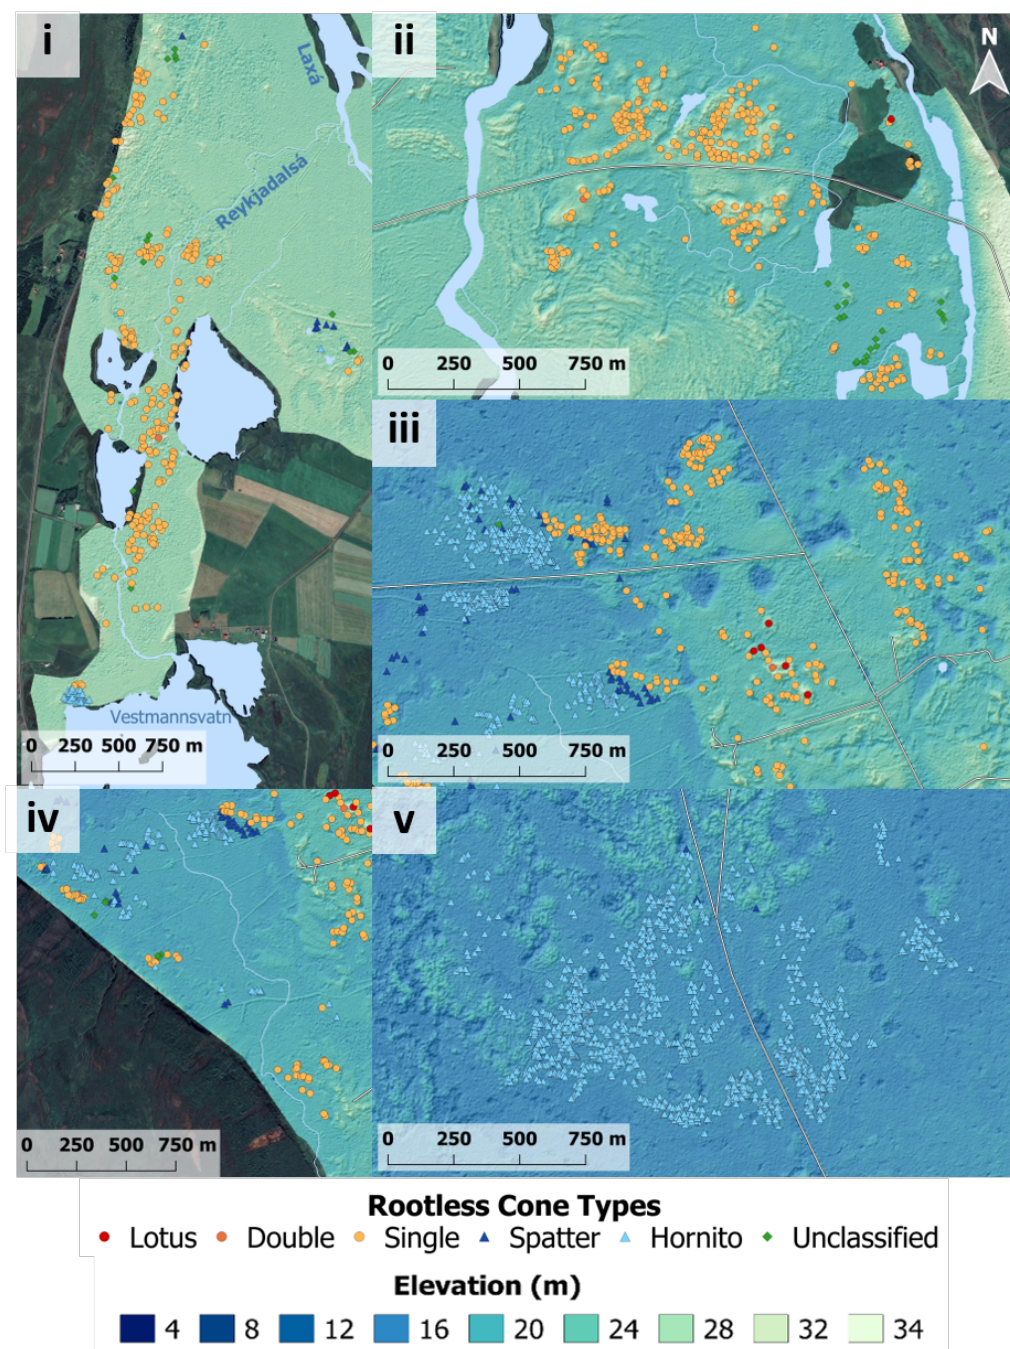 i
Laxá
Reykjadalsá
Vestmannsvatn
0 250 500 750 m
ii
N
0 250 500 750 m
iii
0 250 500 750 m
iv
0 250 500 750 m
v
0 250 500 750 m
Rootless Cone Types
Lotus Double Single Spatter Hornito Unclassified
Elevation (m)
4 8 12 16 20 24 28 32 34